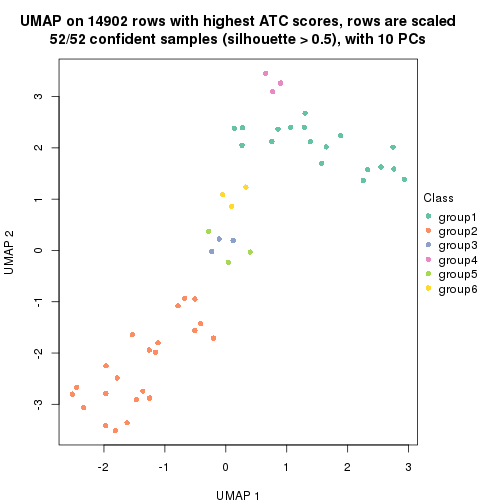 UMAP on 14902 rows with highest ATC scores, rows are scaled
52/52 confident samples (silhouette > 0.5), with 10 PCs
UMAP 2
3
2
1
0
-1
-2
-3
-2
-1
0
1
2
3
UMAP 1
Class
group1
group2
group3
group4
group5
group6